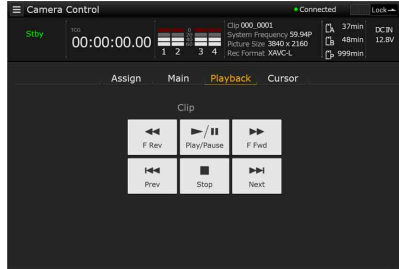 Camera Control
Connected
Lock
Stby
TCG
00:00:00.00
1 2 3 4
Clip 000_0001
System Frequency 59.94P
Picture Size 3840 x 2160
Rec Format XAVC-L
A 37min
B 48min
999min
DC IN
12.8V
Assign Main Playback Cursor
Clip
F Rev
Play/Pause
F Fwd
Prev
Stop
Next